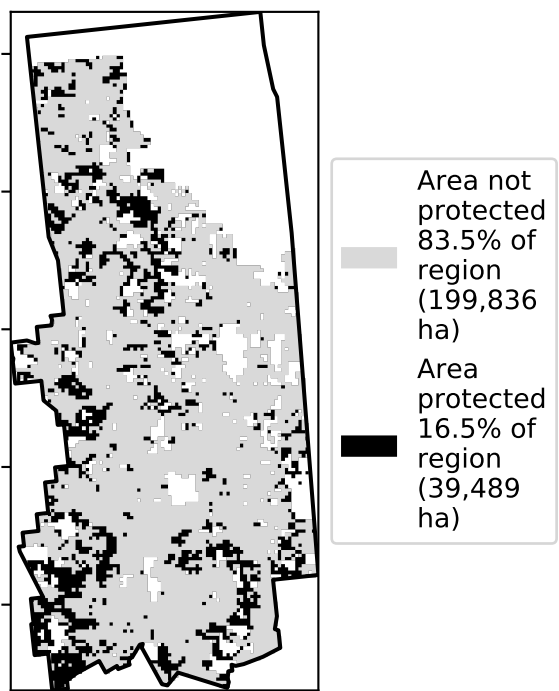 Area not
protected
83.5% of
region
(199,836
ha)
Area
protected
16.5% of
region
(39,489
ha)